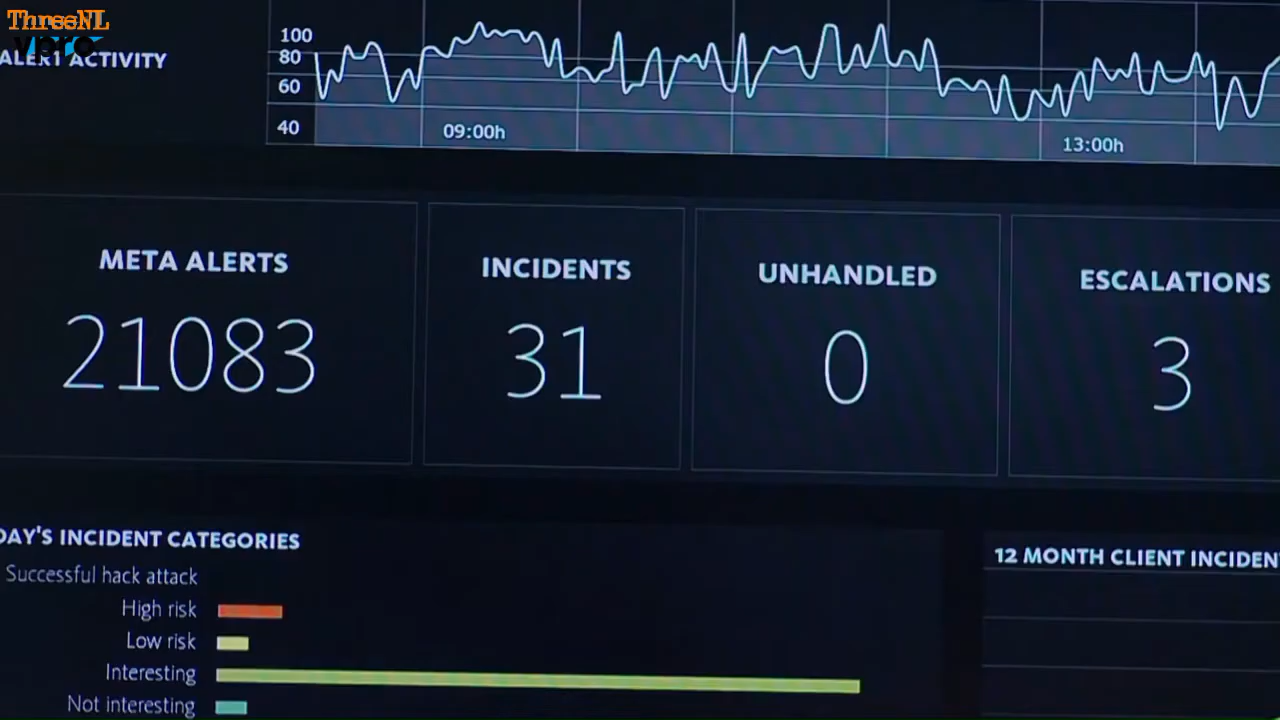 ThreeNL
vpro
ALERT ACTIVITY
100
80
60
40
09:00h
13:00h
META ALERTS
INCIDENTS
UNHANDLED
ESCALATIONS
21083
31
0
3
DAY'S INCIDENT CATEGORIES
12 MONTH CLIENT INCIDEN
Successful hack attack
High risk
Low risk
Interesting
Not interesting